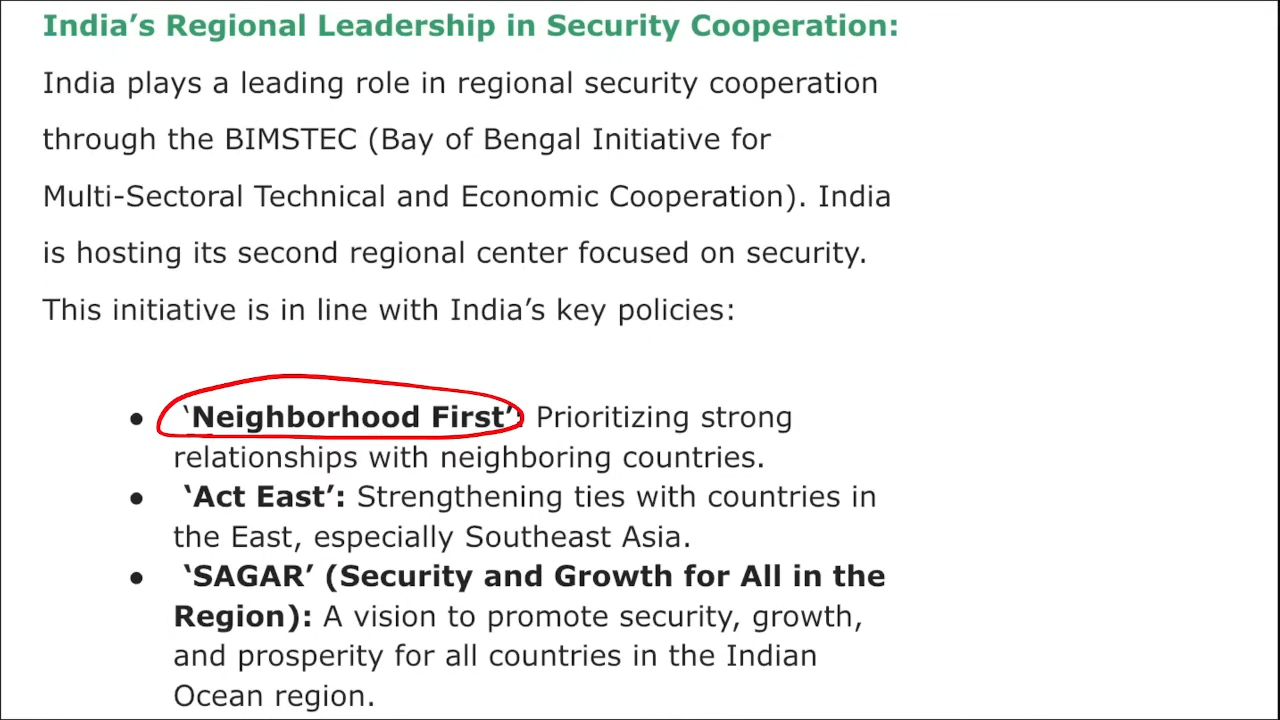 India’s Regional Leadership in Security Cooperation:
India plays a leading role in regional security cooperation
through the BIMSTEC (Bay of Bengal Initiative for
Multi-Sectoral Technical and Economic Cooperation). India
is hosting its second regional center focused on security.
This initiative is in line with India’s key policies:
● ‘Neighborhood First’: Prioritizing strong
relationships with neighboring countries.
● ‘Act East’: Strengthening ties with countries in
the East, especially Southeast Asia.
● ‘SAGAR’ (Security and Growth for All in the
Region): A vision to promote security, growth,
and prosperity for all countries in the Indian
Ocean region.